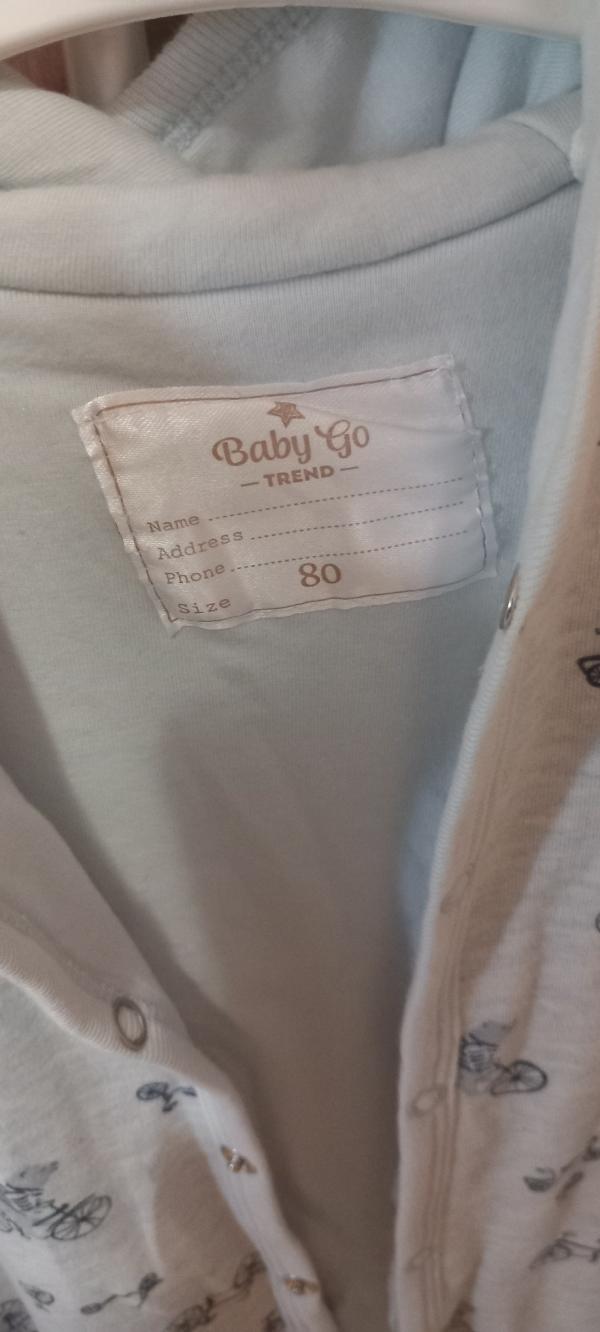 Baby Go
— TREND —
Name
Address
Phone
Size 80